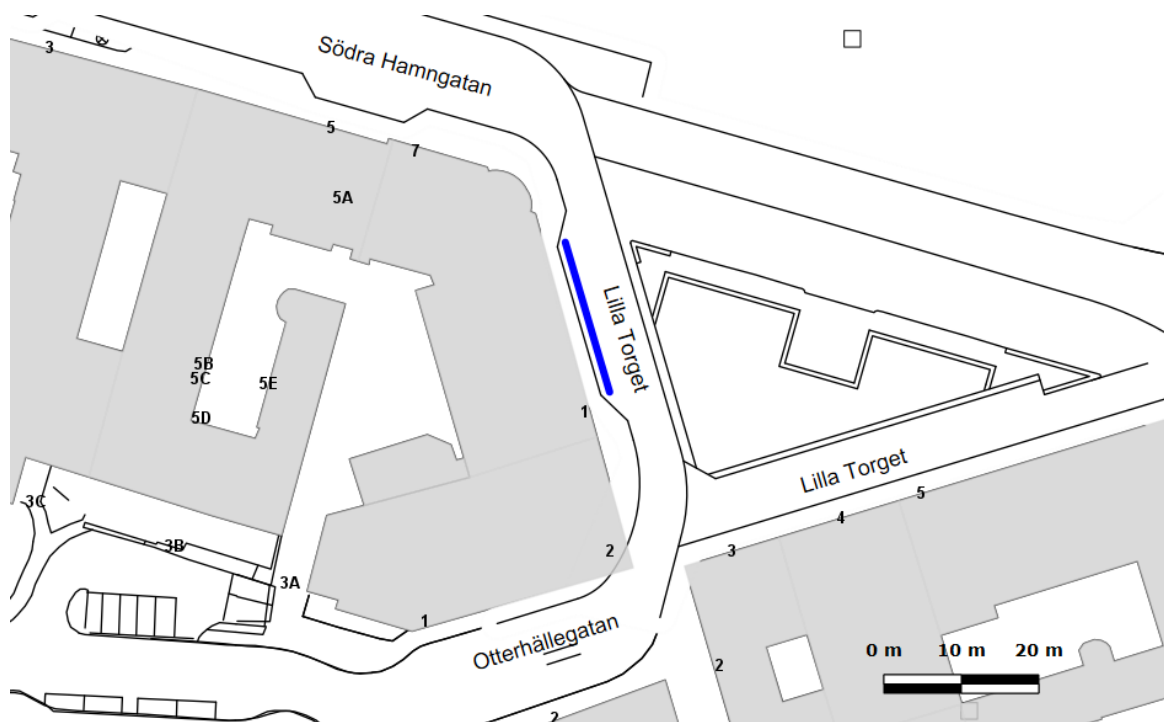 3
Södra Hamngatan
5
7
5A
Lilla Torget
5B
5C
5E
5D
1
Lilla Torget
5
3C
4
3B
2
3
3A
1
Otterhällegatan
0 m 10 m 20 m
2
2